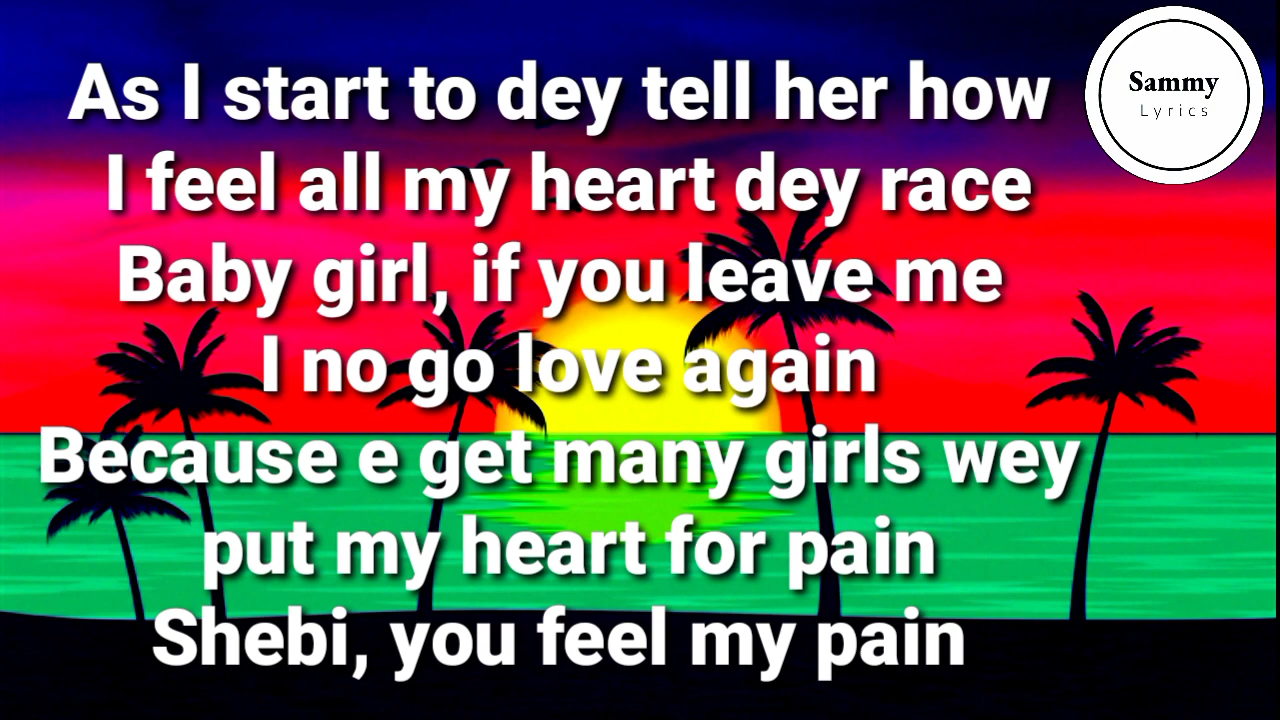 As I start to dey tell her how
I feel all my heart dey race
Baby girl, if you leave me
I no go love again
Because e get many girls wey
put my heart for pain
Shebi, you feel my pain
Sammy
Lyrics